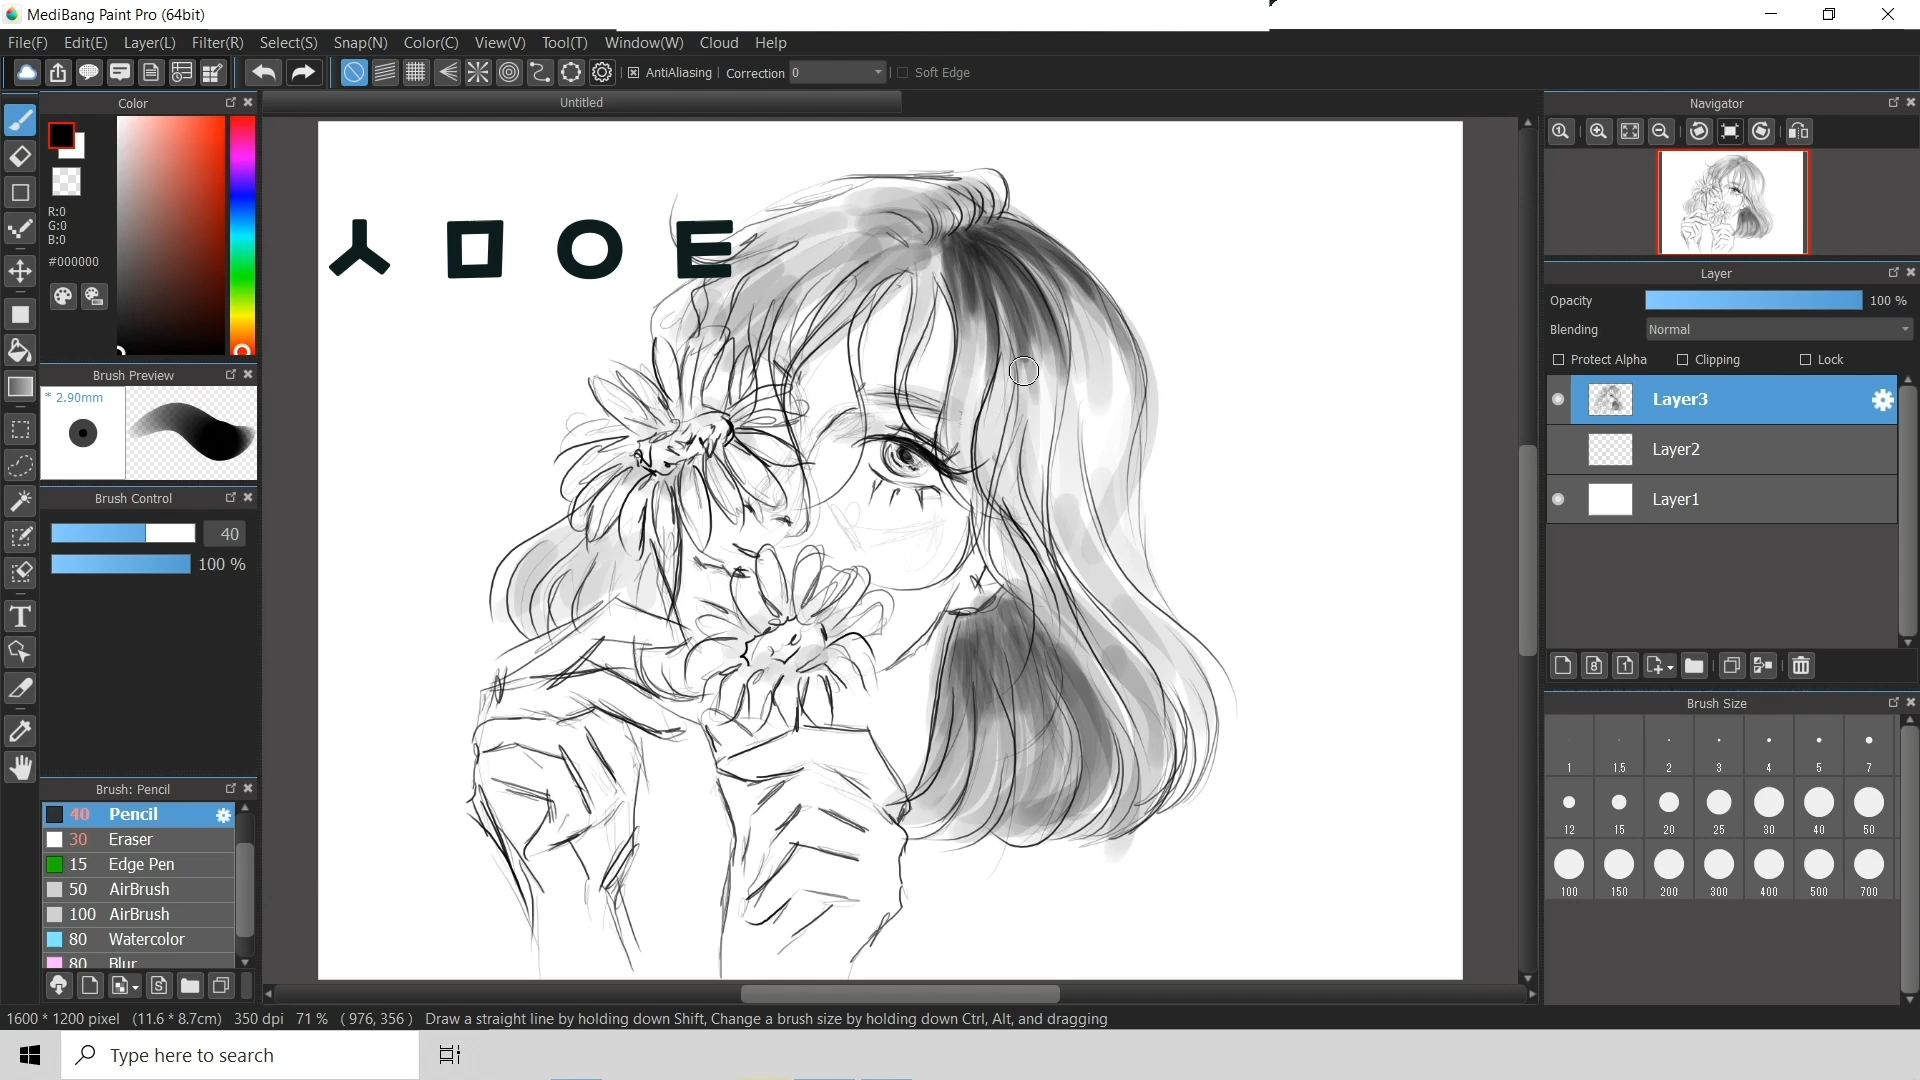 MediBang Paint Pro (64bit)
File(F) Edit(E) Layer(L) Filter(R) Select(S) Snap(N) Color(C) View(V) Tool(T) Window(W) Cloud Help
AntiAliasing Correction 0 Soft Edge
Color
R:0
G:0
B:0
#000000
Brush Preview
* 2.90mm
Brush Control
40
100 %
Brush: Pencil
40 Pencil
30 Eraser
15 Edge Pen
50 AirBrush
100 AirBrush
80 Watercolor
80 Blur
Untitled
ㅅ ㅁ ㅇ ㅌ
Navigator
Layer
Opacity 100 %
Blending Normal
Protect Alpha Clipping Lock
Layer3
Layer2
Layer1
Brush Size
1 1.5 2 3 4 5 7
12 15 20 25 30 40 50
100 150 200 300 400 500 700
1600 * 1200 pixel (11.6 * 8.7cm) 350 dpi 71 % ( 976, 356 ) Draw a straight line by holding down Shift, Change a brush size by holding down Ctrl, Alt, and dragging
Type here to search